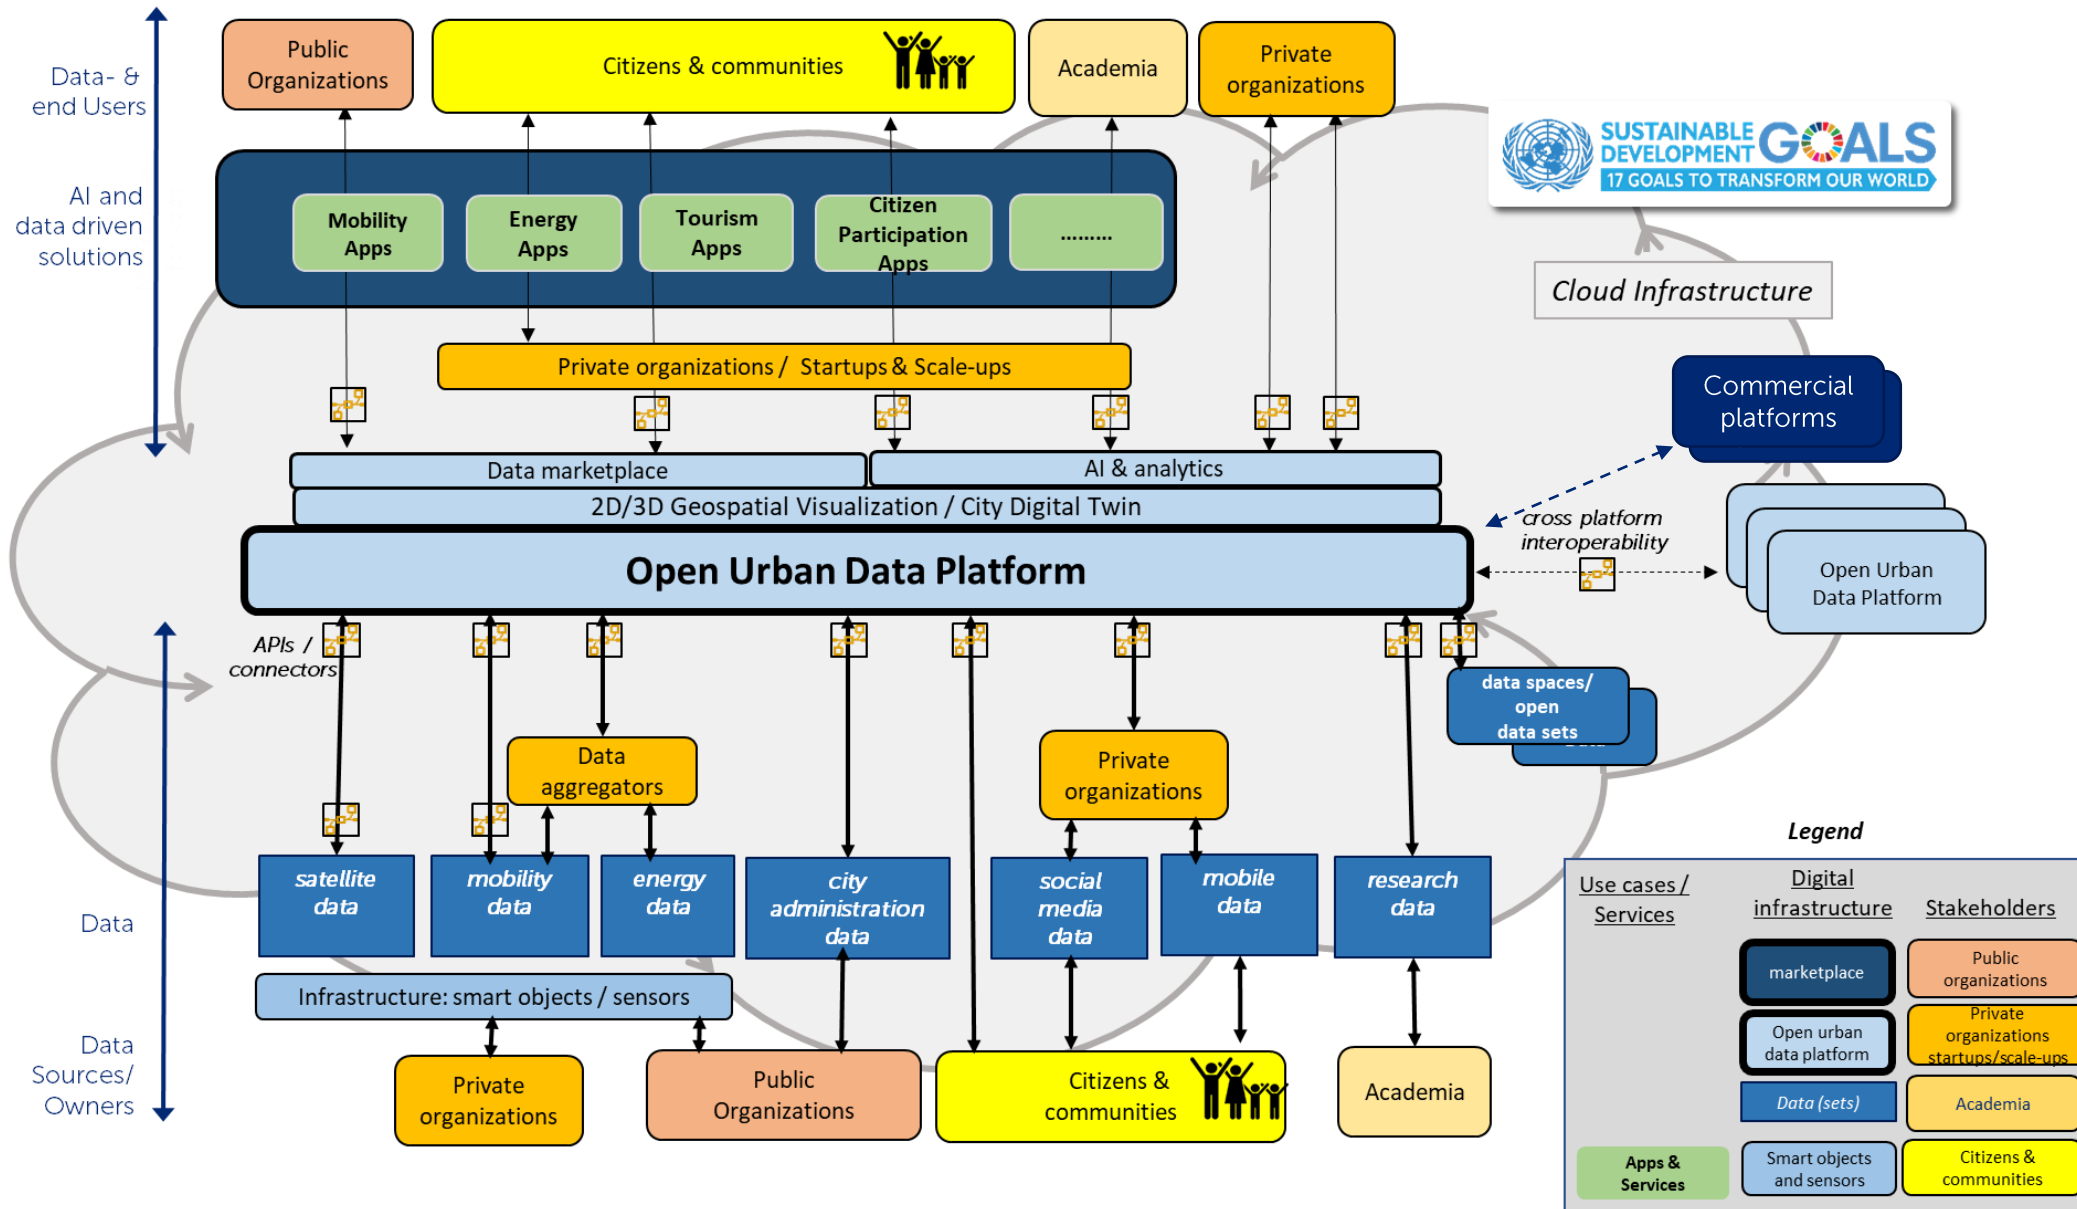 Data- &
end Users
Public
Organizations
Citizens & communities
Academia
Private
organizations
SUSTAINABLE
DEVELOPMENT
GOALS
17 GOALS TO TRANSFORM OUR WORLD
AI and
data driven
solutions
Mobility
Apps
Energy
Apps
Tourism
Apps
Citizen
Participation
Apps
.........
Cloud Infrastructure
Private organizations / Startups & Scale-ups
Commercial
platforms
Data marketplace
AI & analytics
2D/3D Geospatial Visualization / City Digital Twin
Open Urban Data Platform
cross platform
interoperability
Open Urban
Data Platform
APIs /
connectors
data spaces/
open
data sets
Data
aggregators
Private
organizations
satellite
data
mobility
data
energy
data
city
administration
data
social
media
data
mobile
data
research
data
Data
Infrastructure: smart objects / sensors
Data
Sources/
Owners
Private
organizations
Public
Organizations
Citizens &
communities
Academia
Legend
Use cases /
Services
Digital
infrastructure
Stakeholders
marketplace
Public
organizations
Open urban
data platform
Private
organizations
startups/scale-ups
Data (sets)
Academia
Apps &
Services
Smart objects
and sensors
Citizens &
communities